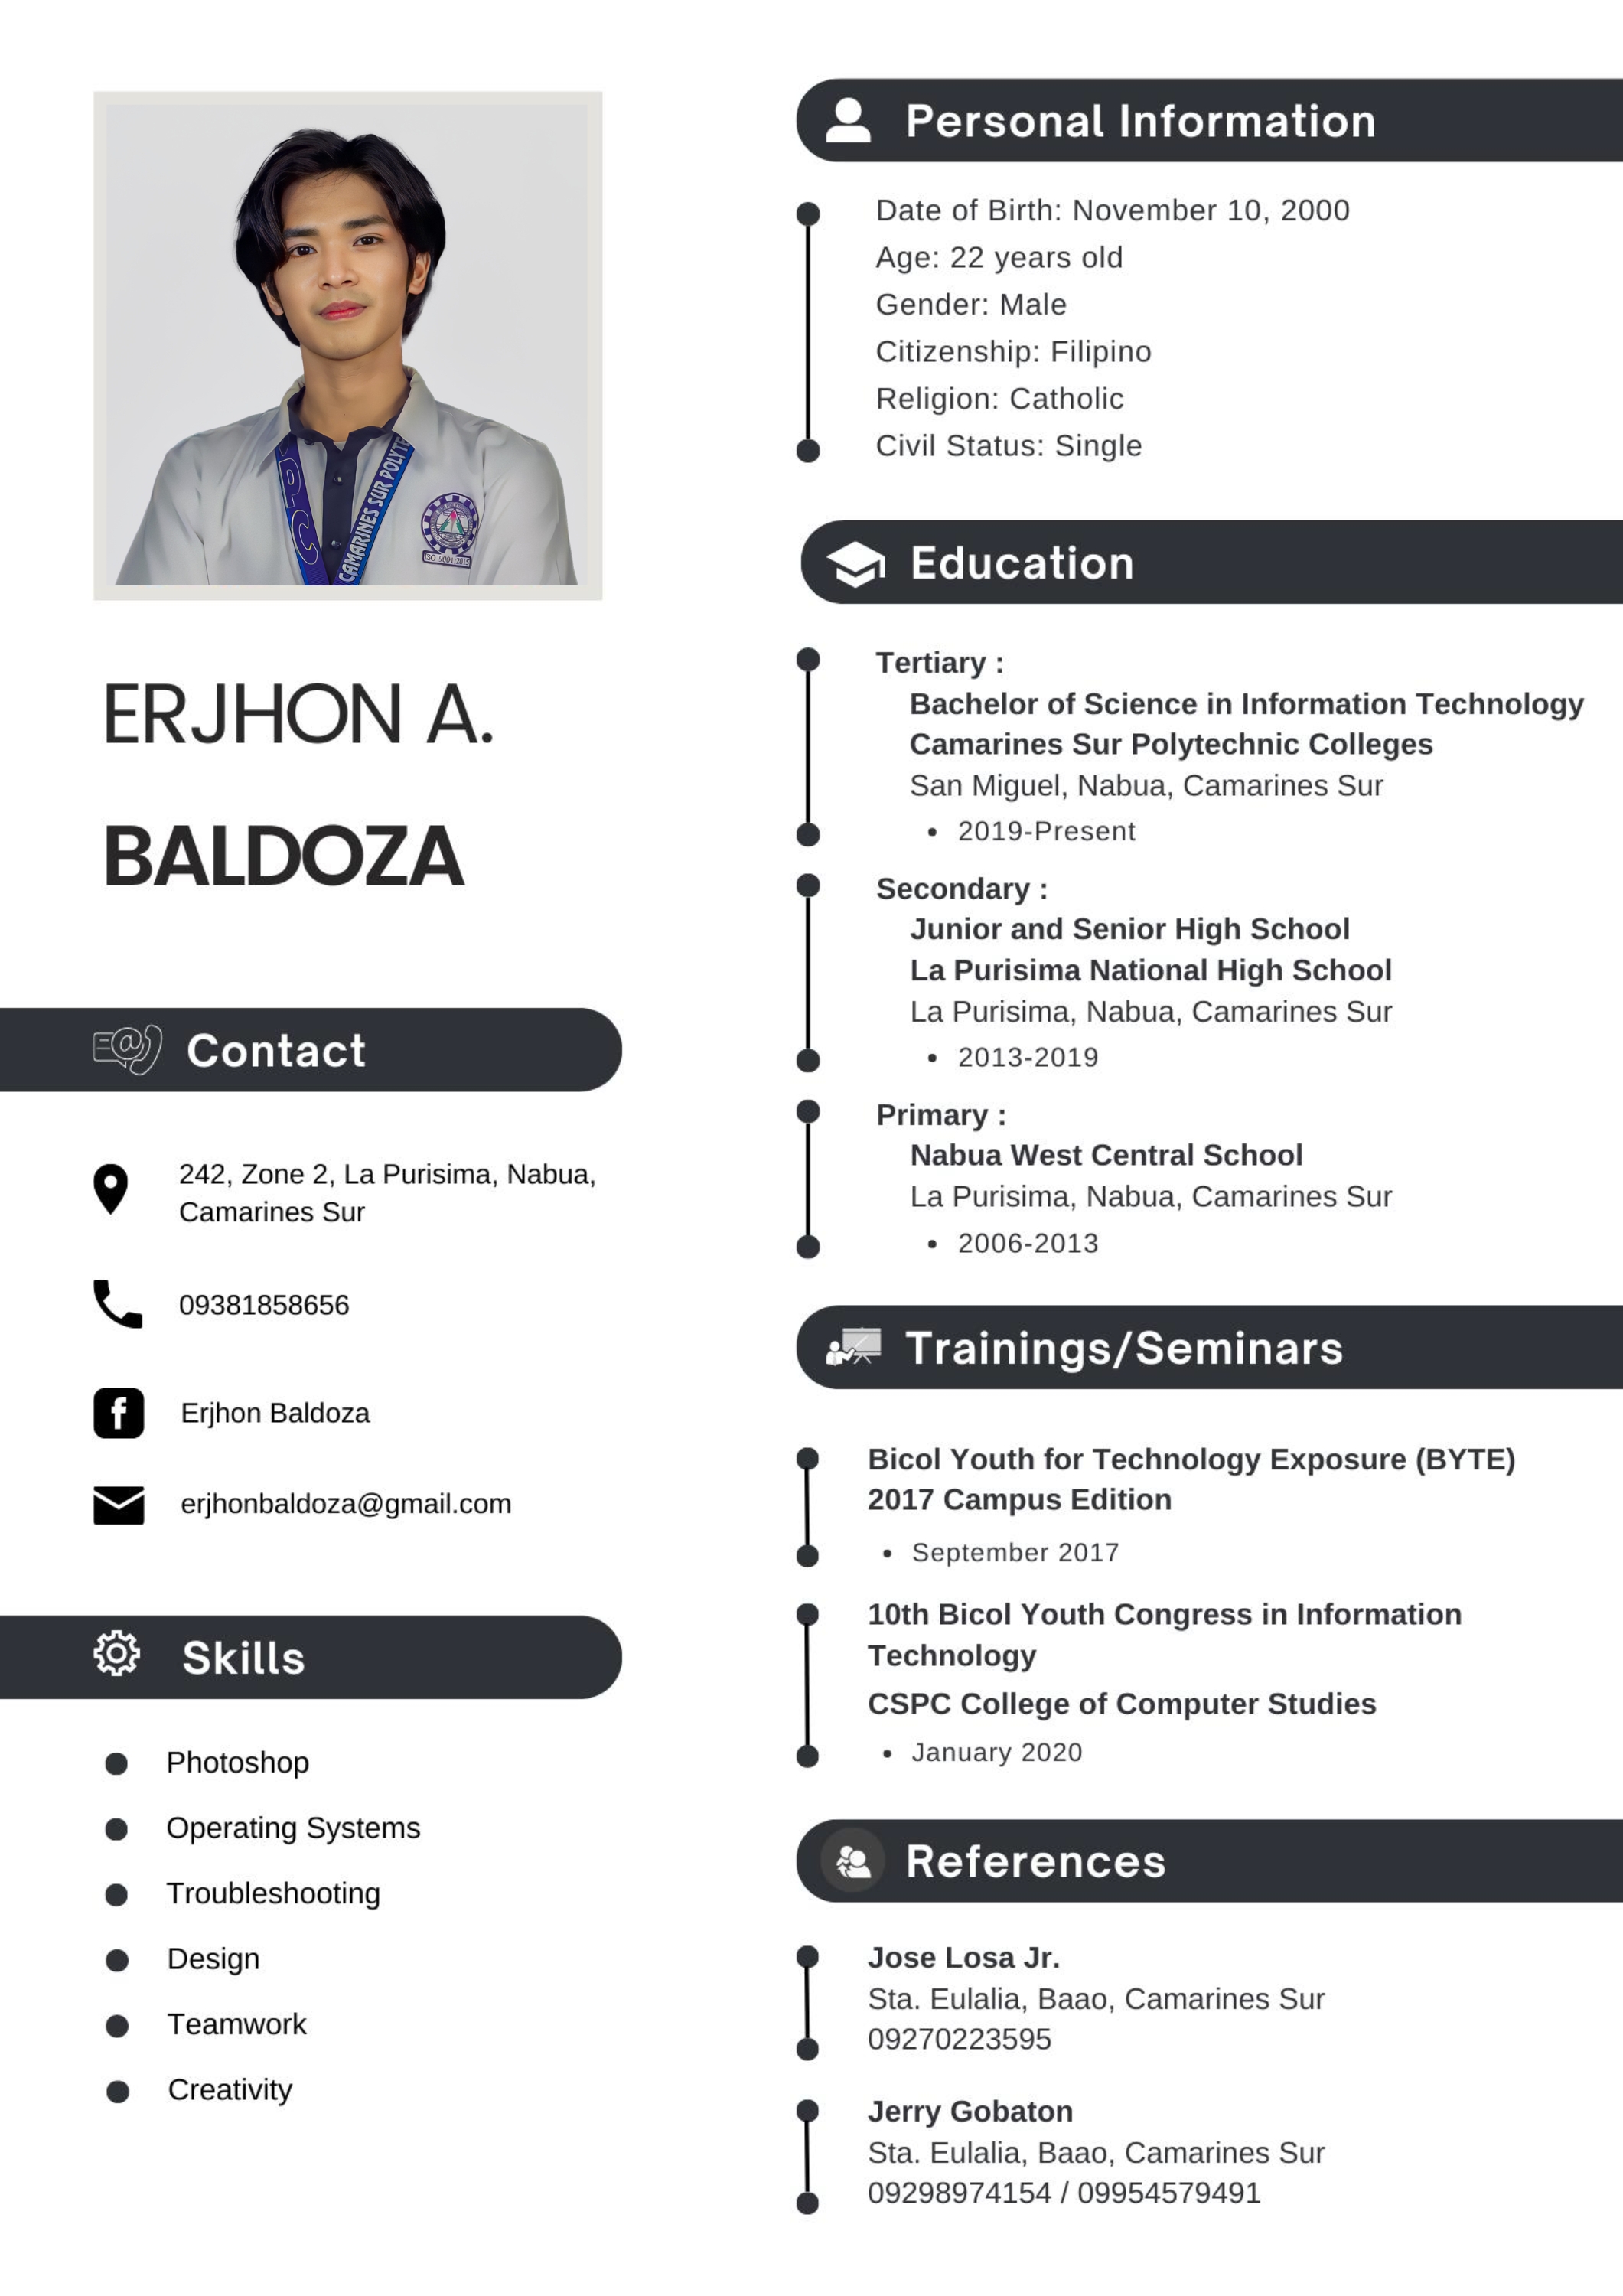 PC
CAMARINES SUR POLYTE
ISO 9001:2015
ERJHON A.
BALDOZA
Contact
242, Zone 2, La Purisima, Nabua,
Camarines Sur
09381858656
Erjhon Baldoza
erjhonbaldoza@gmail.com
Skills
Photoshop
Operating Systems
Troubleshooting
Design
Teamwork
Creativity
Personal Information
Date of Birth: November 10, 2000
Age: 22 years old
Gender: Male
Citizenship: Filipino
Religion: Catholic
Civil Status: Single
Education
Tertiary :
Bachelor of Science in Information Technology
Camarines Sur Polytechnic Colleges
San Miguel, Nabua, Camarines Sur
• 2019-Present
Secondary :
Junior and Senior High School
La Purisima National High School
La Purisima, Nabua, Camarines Sur
• 2013-2019
Primary :
Nabua West Central School
La Purisima, Nabua, Camarines Sur
• 2006-2013
Trainings/Seminars
Bicol Youth for Technology Exposure (BYTE)
2017 Campus Edition
• September 2017
10th Bicol Youth Congress in Information
Technology
CSPC College of Computer Studies
• January 2020
References
Jose Losa Jr.
Sta. Eulalia, Baao, Camarines Sur
09270223595
Jerry Gobaton
Sta. Eulalia, Baao, Camarines Sur
09298974154 / 09954579491